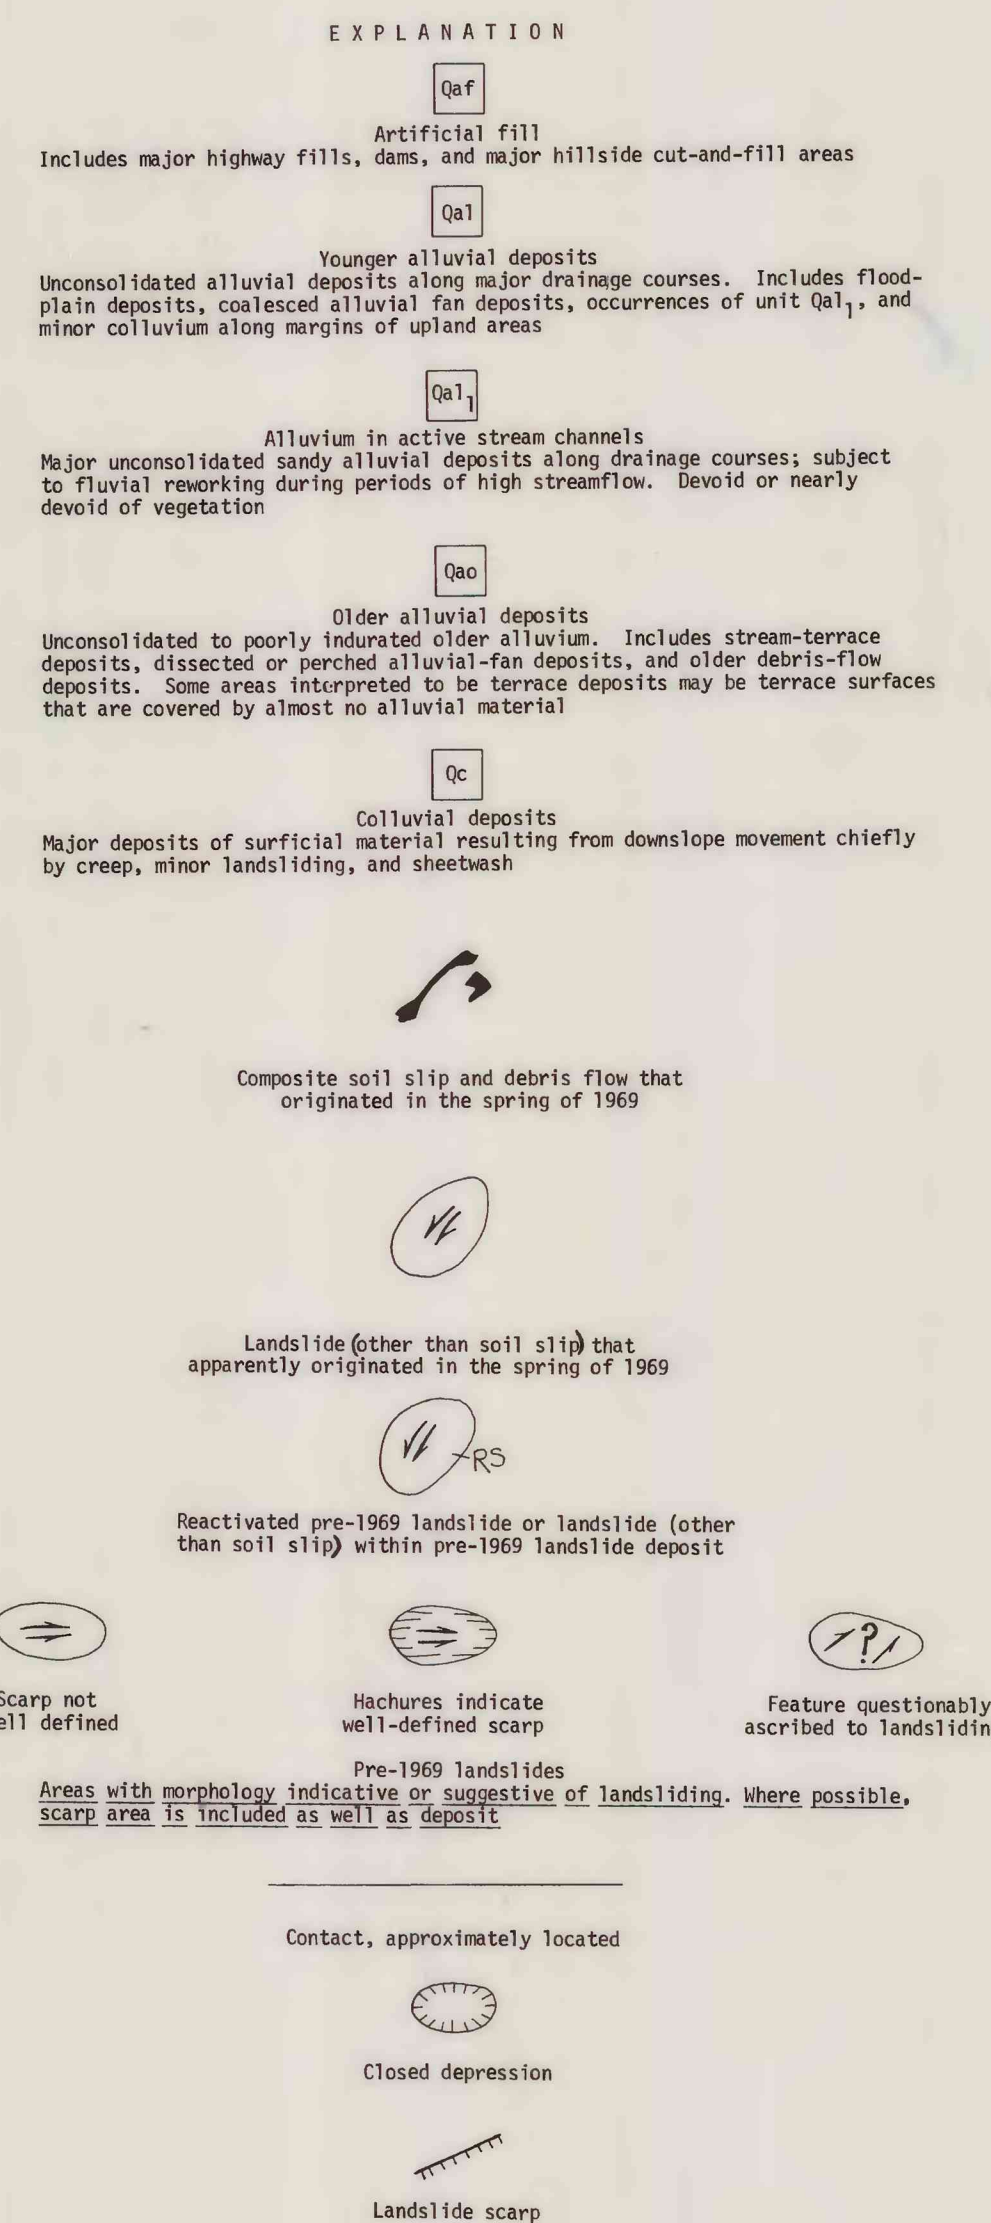 EXPLANATION
Qaf
Artificial fill
Includes major highway fills, dams, and major hillside cut-and-fill areas
Qal
Younger alluvial deposits
Unconsolidated alluvial deposits along major drainage courses. Includes flood-
plain deposits, coalesced alluvial fan deposits, occurrences of unit Qal₁, and
minor colluvium along margins of upland areas
Qal₁
Alluvium in active stream channels
Major unconsolidated sandy alluvial deposits along drainage courses; subject
to fluvial reworking during periods of high streamflow. Devoid or nearly
devoid of vegetation
Qao
Older alluvial deposits
Unconsolidated to poorly indurated older alluvium. Includes stream-terrace
deposits, dissected or perched alluvial-fan deposits, and older debris-flow
deposits. Some areas interpreted to be terrace deposits may be terrace surfaces
that are covered by almost no alluvial material
Qc
Colluvial deposits
Major deposits of surficial material resulting from downslope movement chiefly
by creep, minor landsliding, and sheetwash
Composite soil slip and debris flow that
originated in the spring of 1969
Landslide (other than soil slip) that
apparently originated in the spring of 1969
RS
Reactivated pre-1969 landslide or landslide (other
than soil slip) within pre-1969 landslide deposit
?
Scarp not
ell defined
Hachures indicate
well-defined scarp
Feature questionably
ascribed to landslidin
Pre-1969 landslides
Areas with morphology indicative or suggestive of landsliding. Where possible,
scarp area is included as well as deposit
Contact, approximately located
Closed depression
Landslide scarp